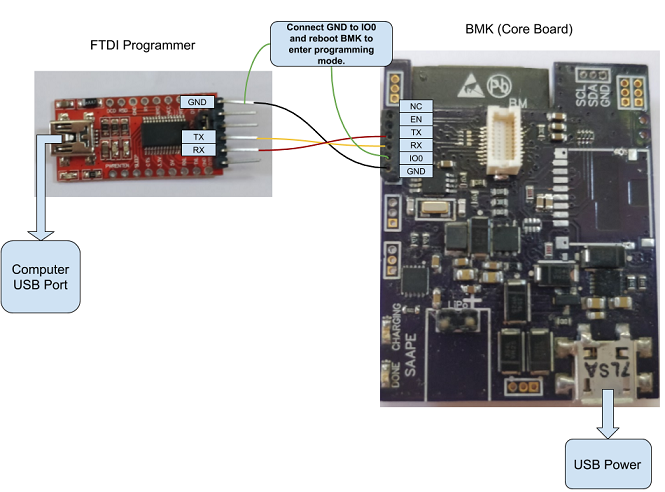 Connect GND to IO0
and reboot BMK to
enter programming
mode.
FTDI Programmer
BMK (Core Board)
GND
TX
RX
NC
EN
TX
RX
IO0
GND
SCL
SDA
GND
BM
Computer
USB Port
LiPo
CHARGING
DONE
SAAPE
7LSA
USB Power